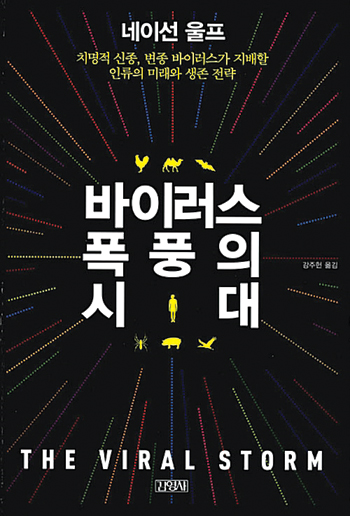 네이선 울프
치명적 신종, 변종 바이러스가 지배할
인류의 미래와 생존 전략
바이러스
폭풍의
시대
강주헌 옮김
THE VIRAL STORM
김영사